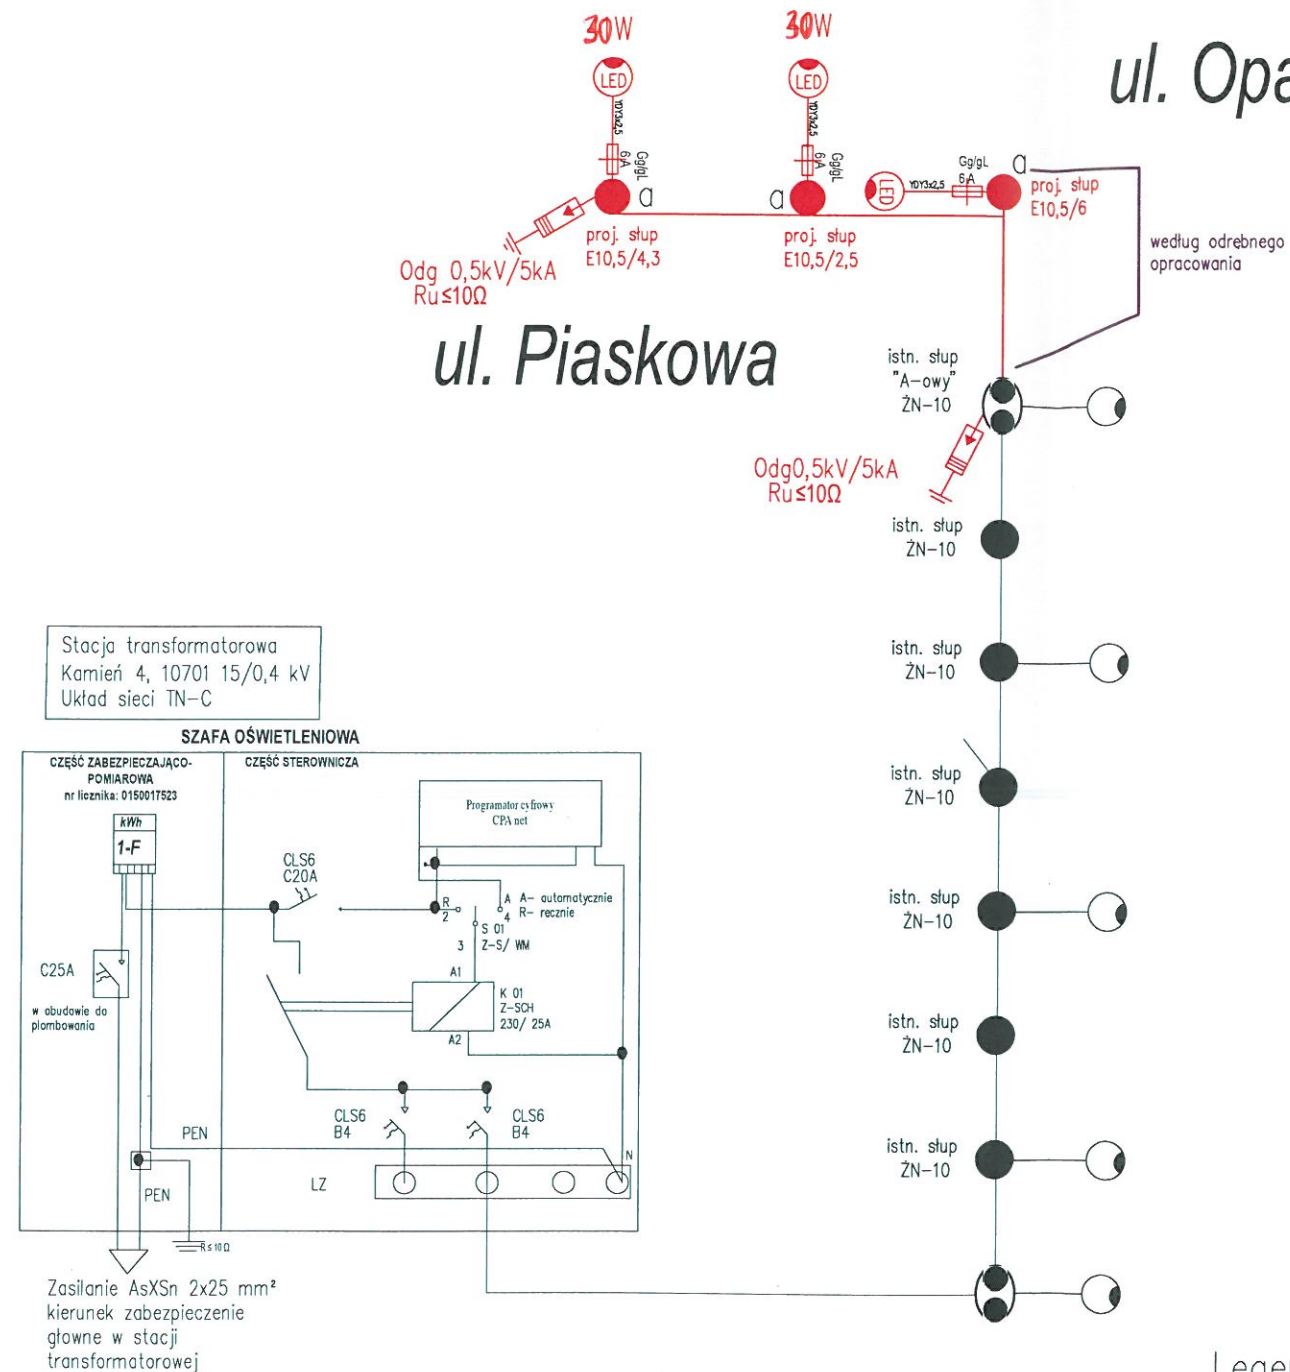 30W
30W
ul. Opa
LED
LED
YDY3x2,5
YDY3x2,5
6A
Gg/gL
6A
Gg/gL
LED
YDY3x2,5
Gg/gL
6A
a
a
a
proj. słup
E10,5/6
proj. słup
E10,5/4,3
proj. słup
E10,5/2,5
według odrębnego
opracowania
Odg 0,5kV/5kA
Ru≤10Ω
ul. Piaskowa
istn. słup
"A-owy"
ŻN-10
Odg0,5kV/5kA
Ru≤10Ω
istn. słup
ŻN-10
istn. słup
ŻN-10
istn. słup
ŻN-10
istn. słup
ŻN-10
istn. słup
ŻN-10
istn. słup
ŻN-10
Stacja transformatorowa
Kamień 4, 10701 15/0,4 kV
Układ sieci TN-C
SZAFA OŚWIETLENIOWA
CZĘŚĆ ZABEZPIECZAJĄCO-
POMIAROWA
nr licznika: 0150017523
CZĘŚĆ STEROWNICZA
kWh
1-F
Programator cyfrowy
CPA net
CLS6
C20A
R
2
A
4
A- automatycznie
R- recznie
S 01
Z-S/ WM
3
A1
K 01
Z-SCH
230/ 25A
A2
C25A
w obudowie do
plombowania
CLS6
B4
CLS6
B4
PEN
N
LZ
PEN
R≤10Ω
Zasilanie AsXSn 2x25 mm²
kierunek zabezpieczenie
głowne w stacji
transformatorowej
Legen